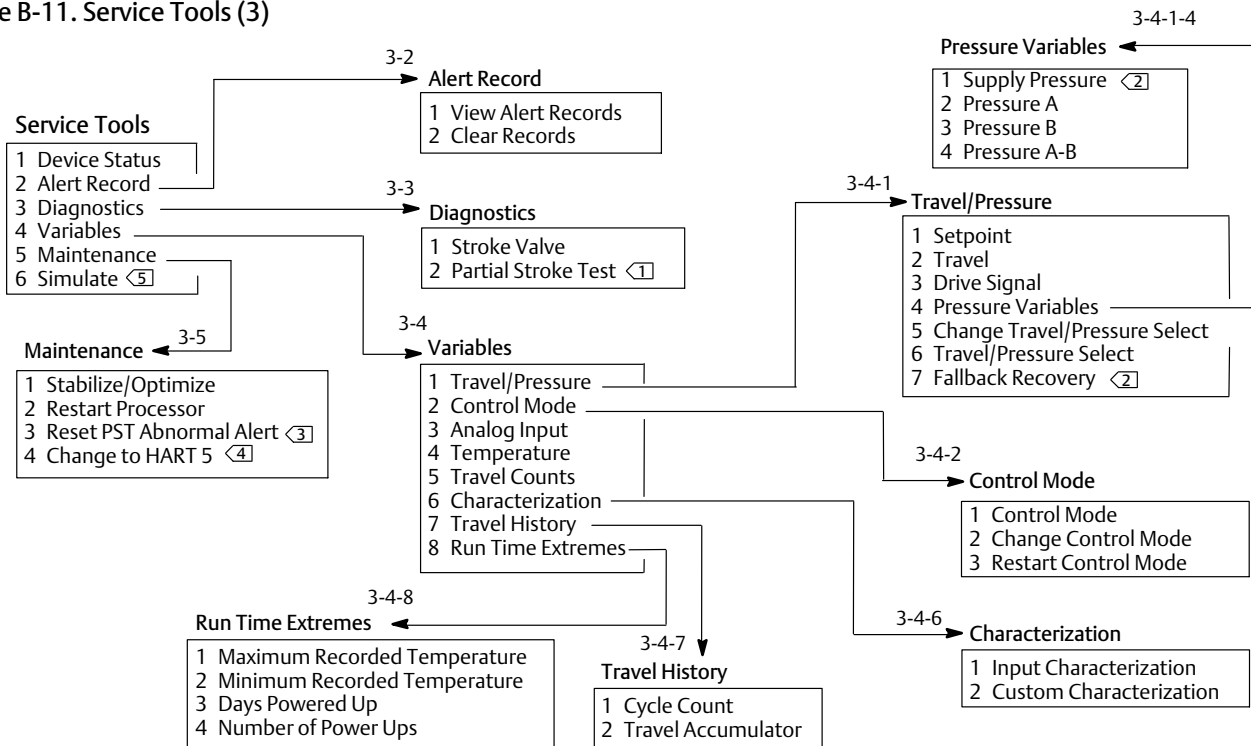 e B-11. Service Tools (3)
3-4-1-4
Pressure Variables
1 Supply Pressure 2
2 Pressure A
3 Pressure B
4 Pressure A-B
3-2
Alert Record
1 View Alert Records
2 Clear Records
Service Tools
1 Device Status
2 Alert Record
3 Diagnostics
4 Variables
5 Maintenance
6 Simulate 5
3-3
Diagnostics
1 Stroke Valve
2 Partial Stroke Test 1
3-4-1
Travel/Pressure
1 Setpoint
2 Travel
3 Drive Signal
4 Pressure Variables
5 Change Travel/Pressure Select
6 Travel/Pressure Select
7 Fallback Recovery 2
3-5
Maintenance
1 Stabilize/Optimize
2 Restart Processor
3 Reset PST Abnormal Alert 3
4 Change to HART 5 4
3-4
Variables
1 Travel/Pressure
2 Control Mode
3 Analog Input
4 Temperature
5 Travel Counts
6 Characterization
7 Travel History
8 Run Time Extremes
3-4-2
Control Mode
1 Control Mode
2 Change Control Mode
3 Restart Control Mode
3-4-8
Run Time Extremes
1 Maximum Recorded Temperature
2 Minimum Recorded Temperature
3 Days Powered Up
4 Number of Power Ups
3-4-7
Travel History
1 Cycle Count
2 Travel Accumulator
3-4-6
Characterization
1 Input Characterization
2 Custom Characterization